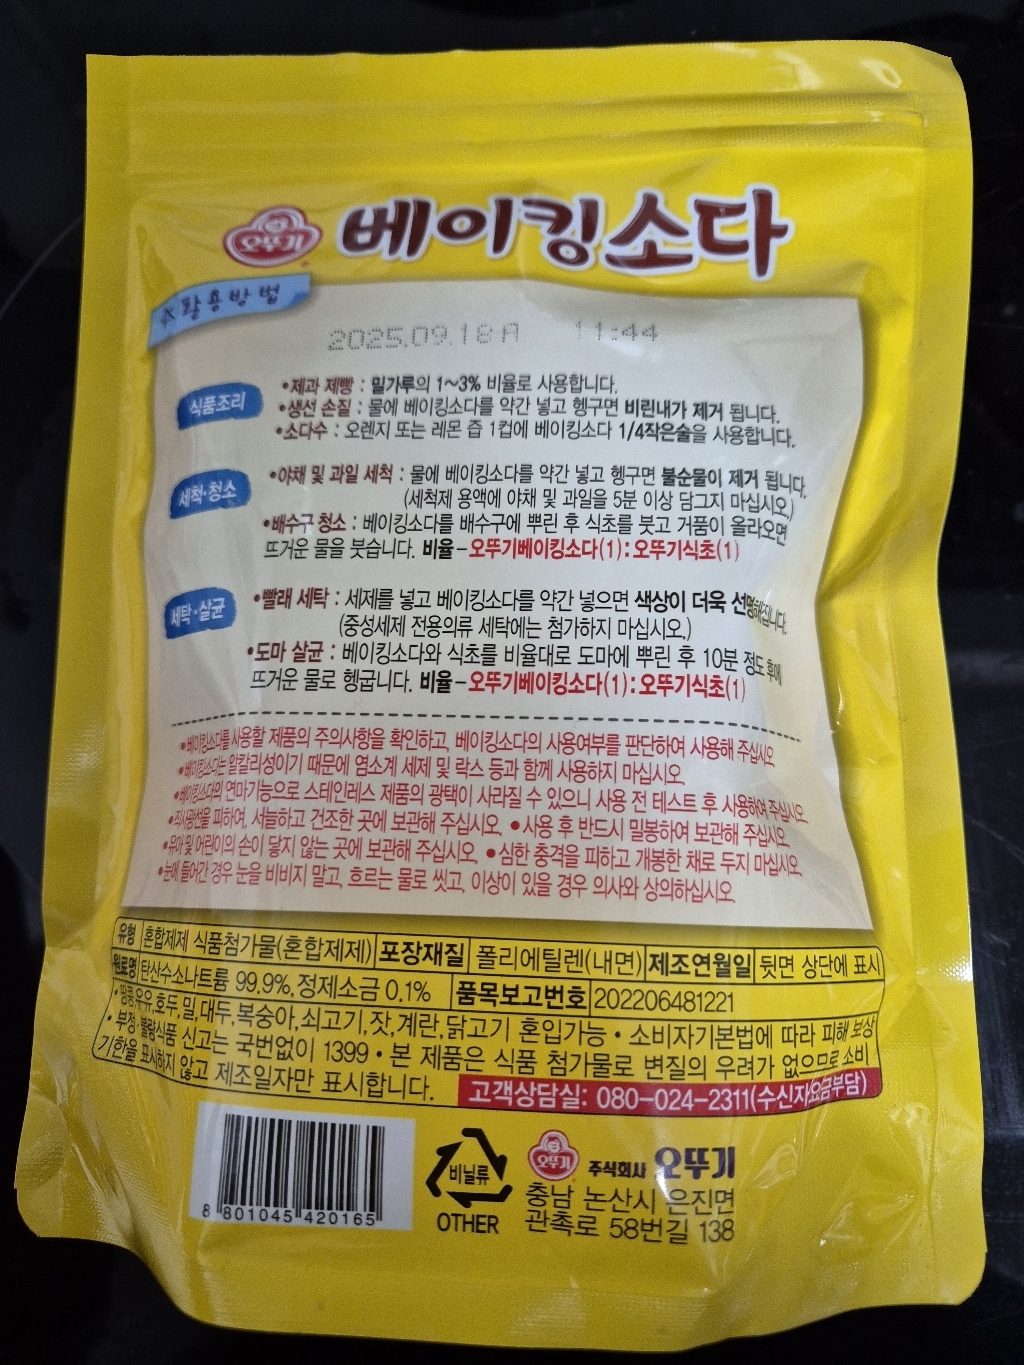 오뚜기 베이킹소다
활용방법
2025.09.18 A 11:44
식품조리
•제과 제빵 : 밀가루의 1~3% 비율로 사용합니다.
•생선 손질 : 물에 베이킹소다를 약간 넣고 헹구면 비린내가 제거 됩니다.
•소다수 : 오렌지 또는 레몬 즙 1컵에 베이킹소다 1/4작은술을 사용합니다.
세척·청소
•야채 및 과일 세척 : 물에 베이킹소다를 약간 넣고 헹구면 불순물이 제거 됩니다.
(세척제 용액에 야채 및 과일을 5분 이상 담그지 마십시오.)
•배수구 청소 : 베이킹소다를 배수구에 뿌린 후 식초를 붓고 거품이 올라오면
뜨거운 물을 붓습니다. 비율-오뚜기베이킹소다(1):오뚜기식초(1)
세탁·살균
•빨래 세탁 : 세제를 넣고 베이킹소다를 약간 넣으면 색상이 더욱 선명해집니다.
(중성세제 전용의류 세탁에는 첨가하지 마십시오.)
•도마 살균 : 베이킹소다와 식초를 비율대로 도마에 뿌린 후 10분 정도 후에
뜨거운 물로 헹굽니다. 비율-오뚜기베이킹소다(1):오뚜기식초(1)
•베이킹소다를 사용할 제품의 주의사항을 확인하고, 베이킹소다의 사용여부를 판단하여 사용해 주십시오
•베이킹소다는 알칼리성이기 때문에 염소계 세제 및 락스 등과 함께 사용하지 마십시오
•베이킹소다의 연마기능으로 스테인레스 제품의 광택이 사라질 수 있으니 사용 전 테스트 후 사용하여 주십시오
•직사광선을 피하여, 서늘하고 건조한 곳에 보관해 주십시오. •사용 후 반드시 밀봉하여 보관해 주십시오
•유아 및 어린이의 손이 닿지 않는 곳에 보관해 주십시오. •심한 충격을 피하고 개봉한 채로 두지 마십시오.
•눈에 들어간 경우 눈을 비비지 말고, 흐르는 물로 씻고, 이상이 있을 경우 의사와 상의하십시오.
유형 혼합제제 식품첨가물(혼합제제) 포장재질 폴리에틸렌(내면) 제조연월일 뒷면 상단에 표시
원료명 탄산수소나트륨 99.9%, 정제소금 0.1% 품목보고번호 202206481221
•땅콩, 우유, 호두, 밀, 대두, 복숭아, 쇠고기, 잣, 계란, 닭고기 혼입가능 • 소비자기본법에 따라 피해 보상
•부정·불량식품 신고는 국번없이 1399 • 본 제품은 식품 첨가물로 변질의 우려가 없으므로 소비
기한을 표시하지 않고 제조일자만 표시합니다. 고객상담실: 080-024-2311(수신자요금부담)
8 801045 420165
비닐류
OTHER
오뚜기 주식회사 오뚜기
충남 논산시 은진면
관촉로 58번길 138